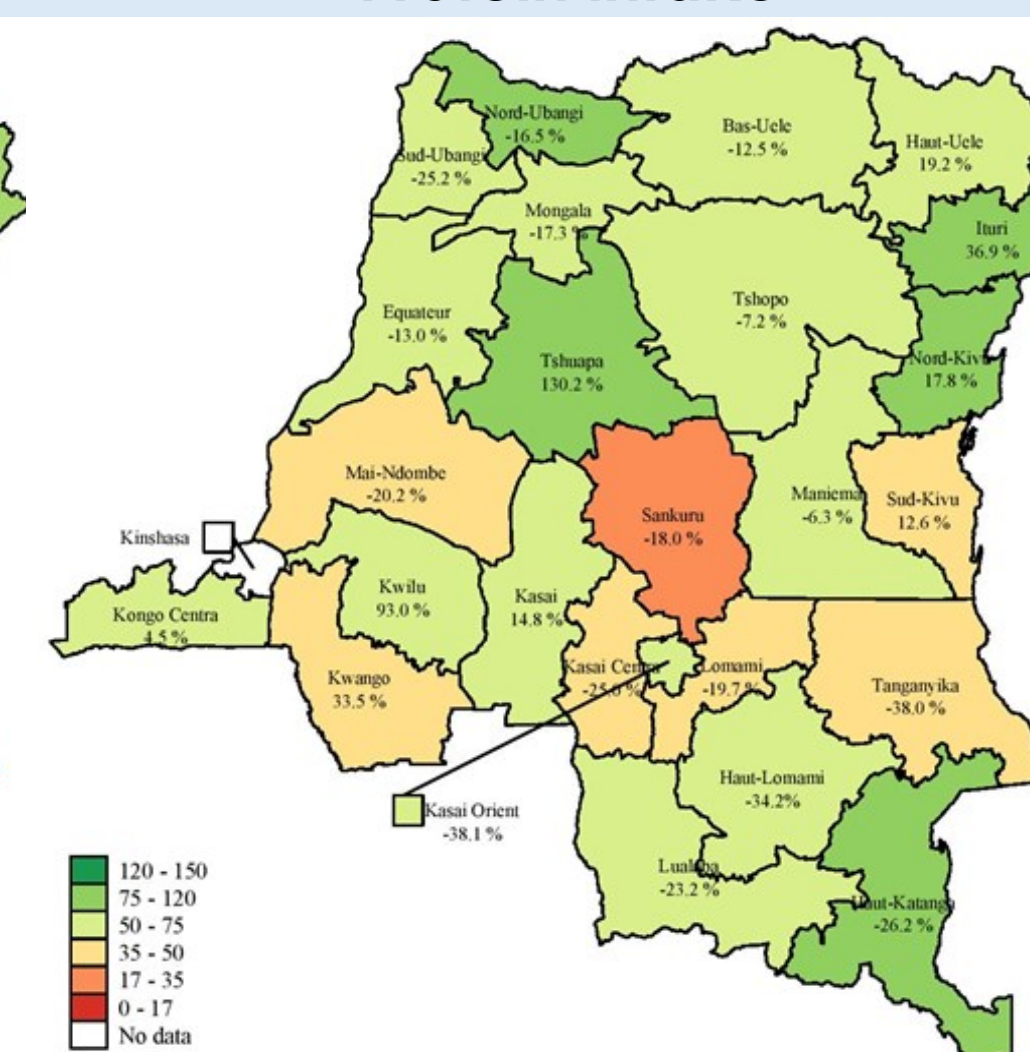 Nord-Ubangi
-16.5 %
Bas-Uele
-12.5 %
Haut-Uele
19.2 %
Sud-Ubangi
-25.2 %
Mongala
-17.3 %
Ituri
36.9 %
Equateur
-13.0 %
Tshopo
-7.2 %
Tshuapa
130.2 %
Nord-Kivu
17.8 %
Mai-Ndombe
-20.2 %
Maniema
-6.3 %
Sud-Kivu
12.6 %
Sankuru
-18.0 %
Kinshasa
Kwilu
93.0 %
Kasai
14.8 %
Kongo Centra
4.5 %
Kasai Centra
-25.0 %
Lomami
-19.7 %
Kwango
33.5 %
Tanganyika
-38.0 %
Haut-Lomami
-34.2%
Kasai Orient
-38.1 %
Lualaba
-23.2 %
Haut-Katanga
-26.2 %
120 - 150
75 - 120
50 - 75
35 - 50
17 - 35
0 - 17
No data